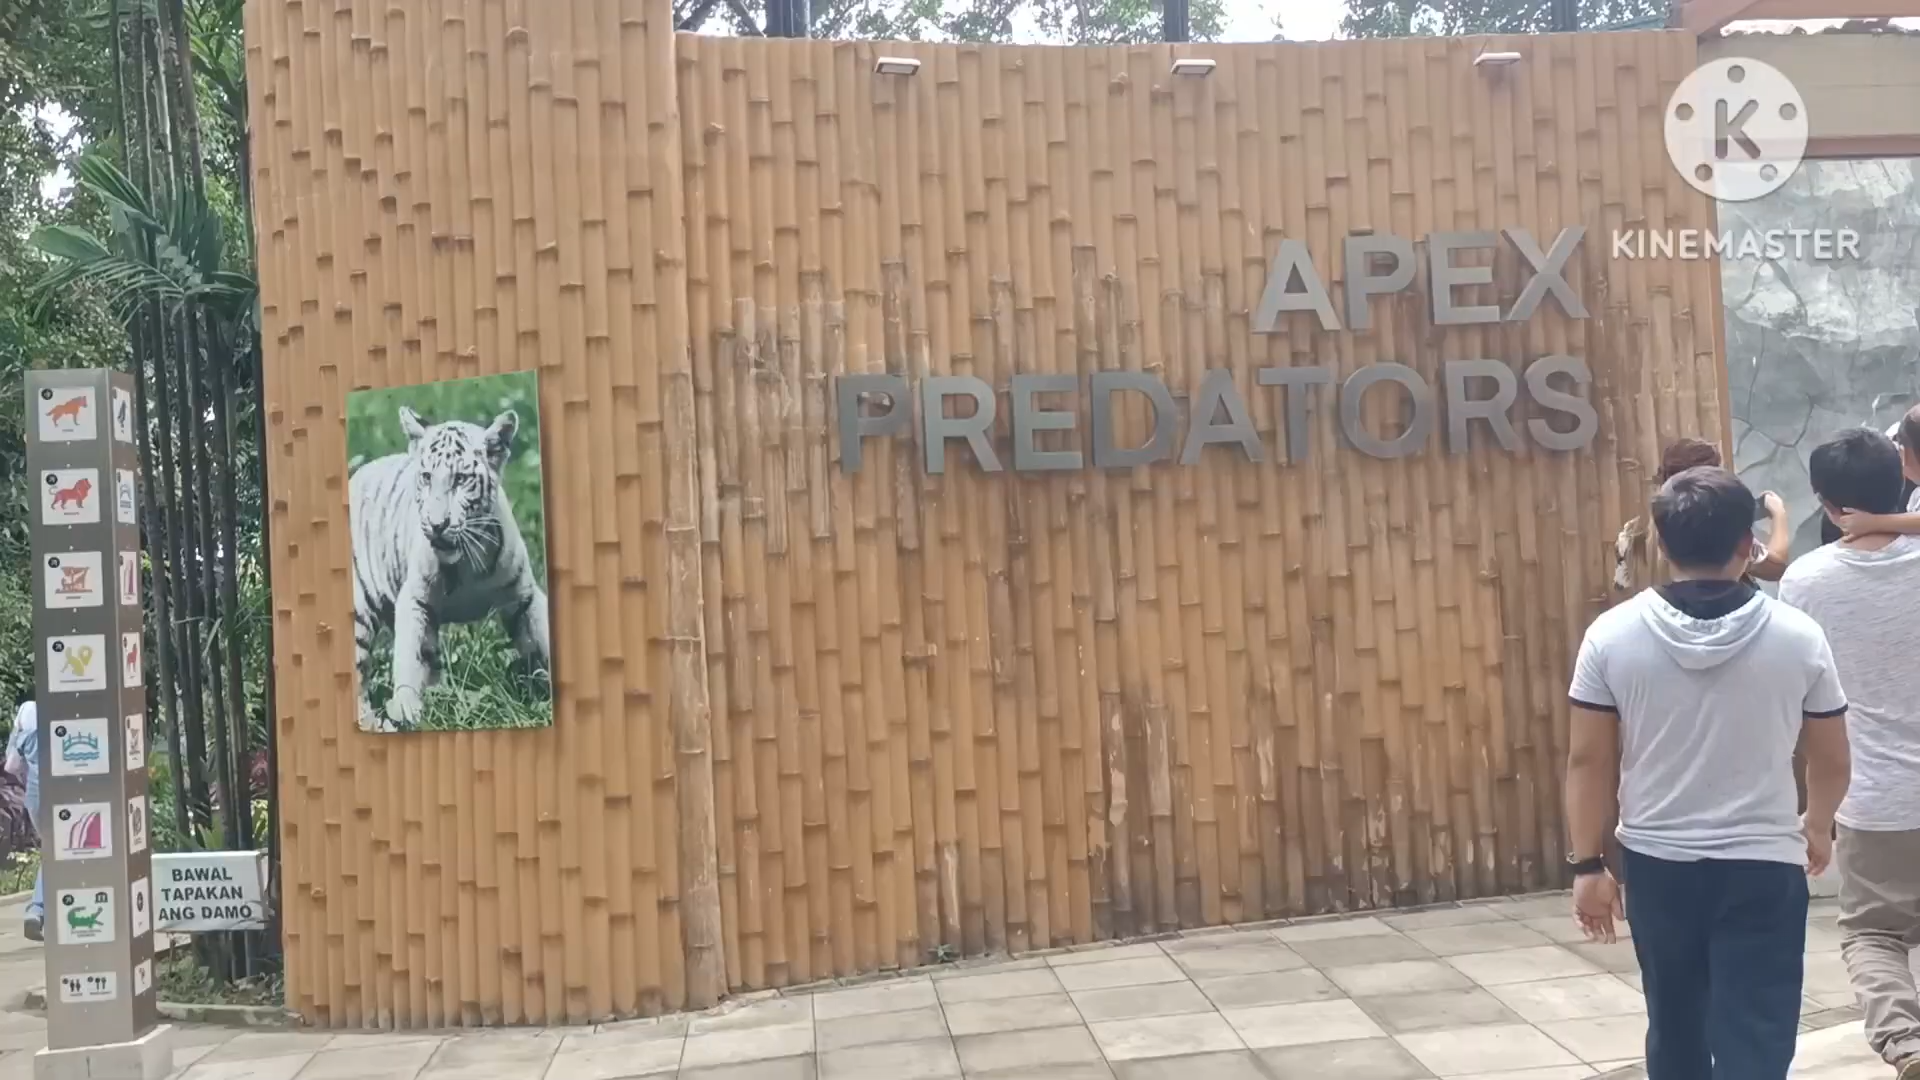 APEX
PREDATORS
K
KINEMASTER
BAWAL
TAPAKAN
ANG DAMO